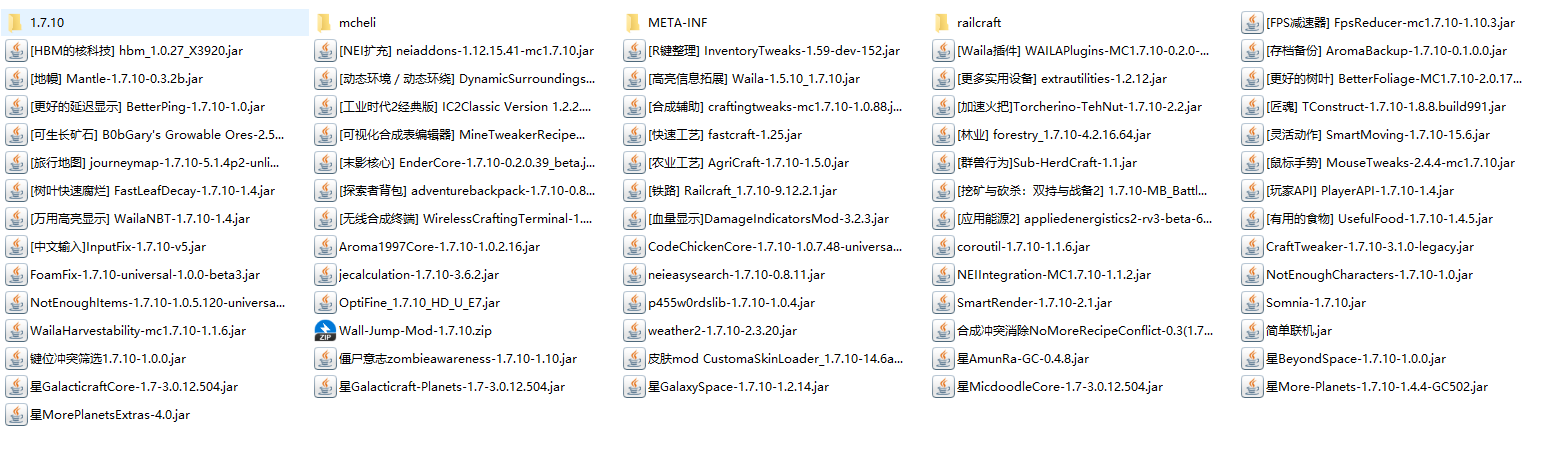 1.7.10
mcheli
META-INF
railcraft
[FPS减速器] FpsReducer-mc1.7.10-1.10.3.jar
[HBM的核科技] hbm_1.0.27_X3920.jar
[NEI扩充] neiaddons-1.12.15.41-mc1.7.10.jar
[R键整理] InventoryTweaks-1.59-dev-152.jar
[Waila插件] WAILAPlugins-MC1.7.10-0.2.0-...
[存档备份] AromaBackup-1.7.10-0.1.0.0.jar
[地幔] Mantle-1.7.10-0.3.2b.jar
[动态环境 / 动态环绕] DynamicSurroundings...
[高亮信息拓展] Waila-1.5.10_1.7.10.jar
[更多实用设备] extrautilities-1.2.12.jar
[更好的树叶] BetterFoliage-MC1.7.10-2.0.17...
[更好的延迟显示] BetterPing-1.7.10-1.0.jar
[工业时代2经典版] IC2Classic Version 1.2.2....
[合成辅助] craftingtweaks-mc1.7.10-1.0.88.j...
[加速火把]Torcherino-TehNut-1.7.10-2.2.jar
[匠魂] TConstruct-1.7.10-1.8.8.build991.jar
[可生长矿石] B0bGary's Growable Ores-2.5...
[可视化合成表编辑器] MineTweakerRecipe...
[快速工艺] fastcraft-1.25.jar
[林业] forestry_1.7.10-4.2.16.64.jar
[灵活动作] SmartMoving-1.7.10-15.6.jar
[旅行地图] journeymap-1.7.10-5.1.4p2-unli...
[末影核心] EnderCore-1.7.10-0.2.0.39_beta.j...
[农业工艺] AgriCraft-1.7.10-1.5.0.jar
[群兽行为]Sub-HerdCraft-1.1.jar
[鼠标手势] MouseTweaks-2.4.4-mc1.7.10.jar
[树叶快速腐烂] FastLeafDecay-1.7.10-1.4.jar
[探索者背包] adventurebackpack-1.7.10-0.8...
[铁路] Railcraft_1.7.10-9.12.2.1.jar
[挖矿与砍杀：双持与战备2] 1.7.10-MB_Battl...
[玩家API] PlayerAPI-1.7.10-1.4.jar
[万用高亮显示] WailaNBT-1.7.10-1.4.jar
[无线合成终端] WirelessCraftingTerminal-1....
[血量显示]DamageIndicatorsMod-3.2.3.jar
[应用能源2] appliedenergistics2-rv3-beta-6...
[有用的食物] UsefulFood-1.7.10-1.4.5.jar
[中文输入]InputFix-1.7.10-v5.jar
Aroma1997Core-1.7.10-1.0.2.16.jar
CodeChickenCore-1.7.10-1.0.7.48-universa...
coroutil-1.7.10-1.1.6.jar
CraftTweaker-1.7.10-3.1.0-legacy.jar
FoamFix-1.7.10-universal-1.0.0-beta3.jar
jecalculation-1.7.10-3.6.2.jar
neieasysearch-1.7.10-0.8.11.jar
NEIIntegration-MC1.7.10-1.1.2.jar
NotEnoughCharacters-1.7.10-1.0.jar
NotEnoughItems-1.7.10-1.0.5.120-universa...
OptiFine_1.7.10_HD_U_E7.jar
p455w0rdslib-1.7.10-1.0.4.jar
SmartRender-1.7.10-2.1.jar
Somnia-1.7.10.jar
WailaHarvestability-mc1.7.10-1.1.6.jar
ZIP
Wall-Jump-Mod-1.7.10.zip
weather2-1.7.10-2.3.20.jar
合成冲突消除NoMoreRecipeConflict-0.3(1.7...
简单联机.jar
键位冲突筛选1.7.10-1.0.0.jar
僵尸意志zombieawareness-1.7.10-1.10.jar
皮肤mod CustomaSkinLoader_1.7.10-14.6a...
星AmunRa-GC-0.4.8.jar
星BeyondSpace-1.7.10-1.0.0.jar
星GalacticraftCore-1.7-3.0.12.504.jar
星Galacticraft-Planets-1.7-3.0.12.504.jar
星GalaxySpace-1.7.10-1.2.14.jar
星MicdoodleCore-1.7-3.0.12.504.jar
星More-Planets-1.7.10-1.4.4-GC502.jar
星MorePlanetsExtras-4.0.jar